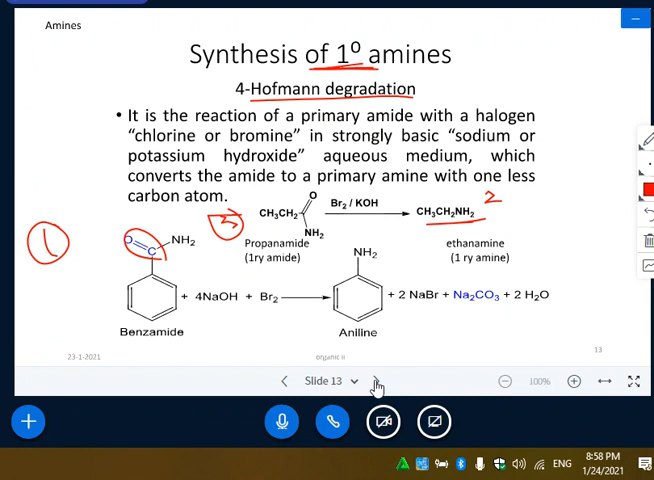 Amines
Synthesis of 1⁰ amines
4-Hofmann degradation
• It is the reaction of a primary amide with a halogen
“chlorine or bromine” in strongly basic “sodium or
potassium hydroxide” aqueous medium, which
converts the amide to a primary amine with one less
carbon atom.
O
Br₂ / KOH
2
3
CH₃CH₂
CH₃CH₂NH₂
NH₂
1
O
C
NH₂
Propanamide
(1ry amide)
ethanamine
(1 ry amine)
NH₂
+ 4NaOH + Br₂
+ 2 NaBr + Na₂CO₃ + 2 H₂O
Benzamide
Aniline
23-1-2021
organic II
13
Slide 13
100%
ENG
8:58 PM
1/24/2021